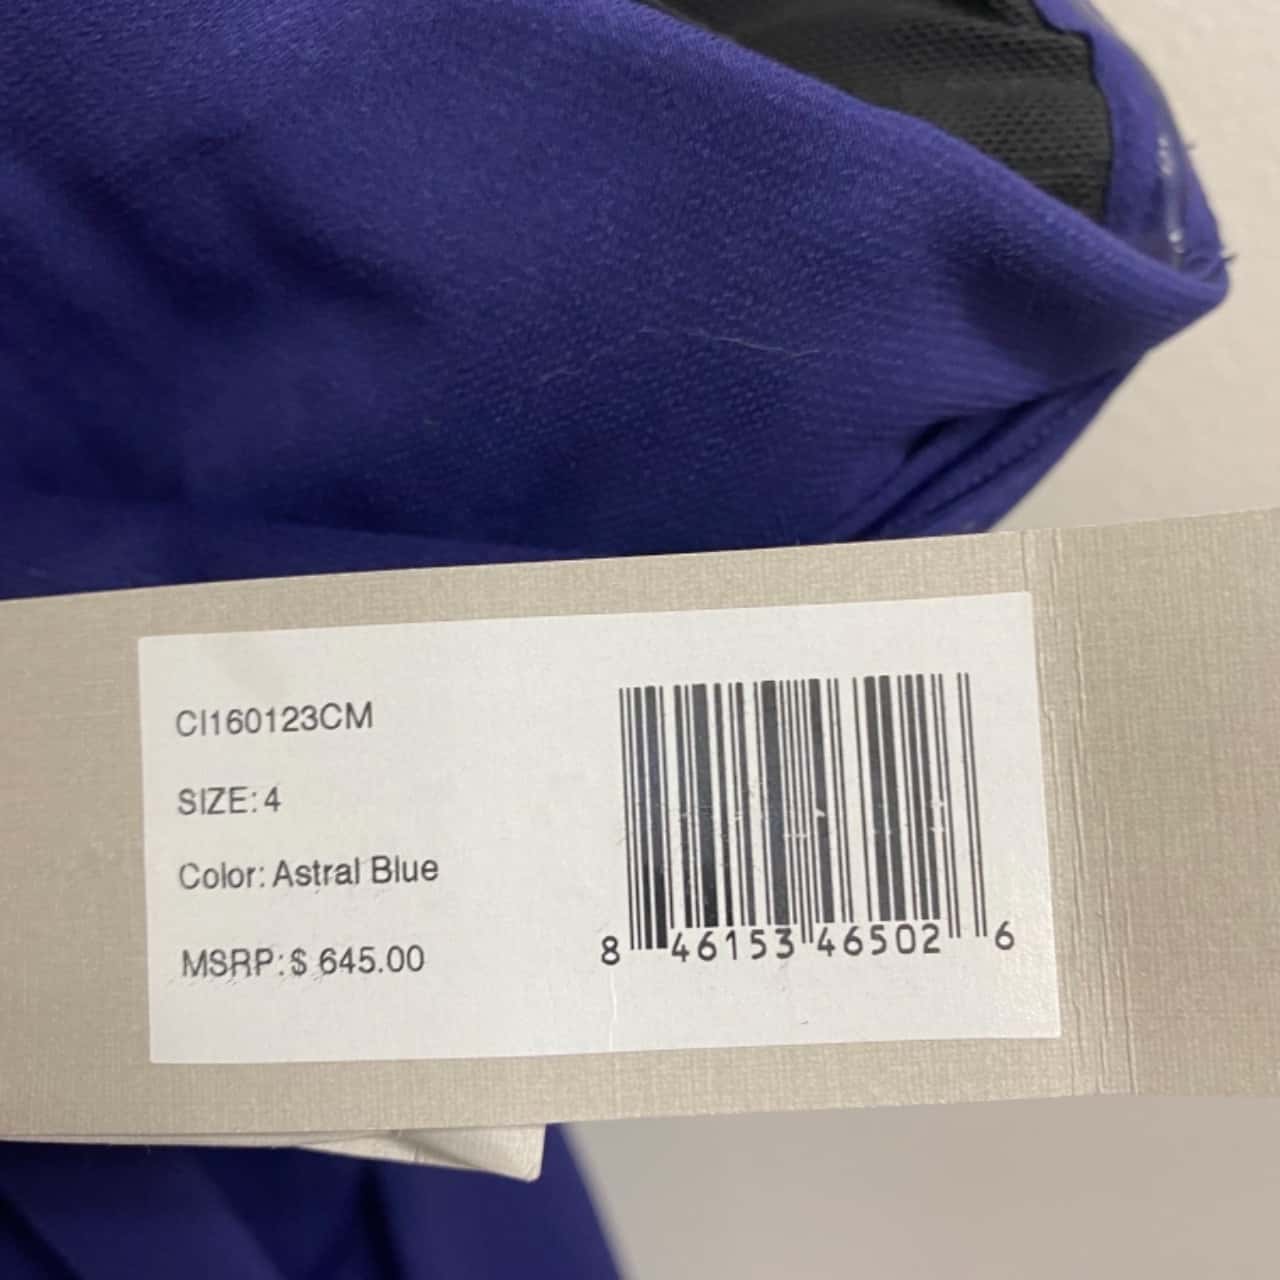 CI160123CM
SIZE: 4
Color: Astral Blue
MSRP: $ 645.00
8 46153 46502 6